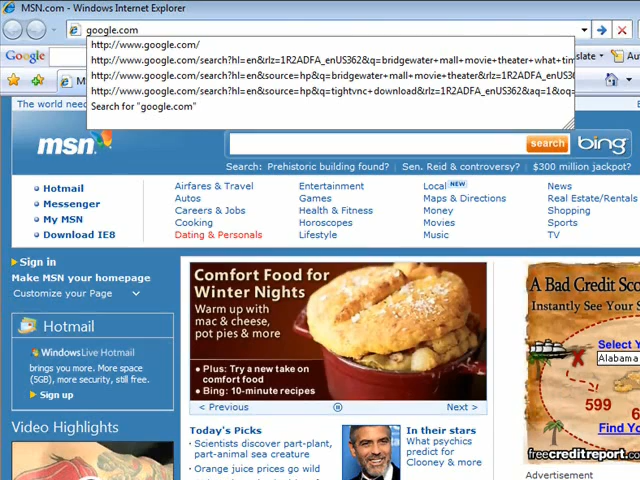 MSN.com - Windows Internet Explorer
google.com
http://www.google.com/
http://www.google.com/search?hl=en&rlz=1R2ADFA_enUS362&q=bridgewater+mall+movie+theater+what+tim
http://www.google.com/search?hl=en&source=hp&q=bridgewater+mall+movie+theater&rlz=1R2ADFA_enUS36
http://www.google.com/search?hl=en&source=hp&q=tightvnc+download&rlz=1R2ADFA_enUS362&aq=1&oq=
Search for "google.com"
Google
slate
Aut
The world need
msn
search
bing
Search: Prehistoric building found? | Sen. Reid & controversy? | $300 million jackpot?
Hotmail
Messenger
My MSN
Download IE8
Airfares & Travel
Autos
Careers & Jobs
Cooking
Dating & Personals
Entertainment
Games
Health & Fitness
Horoscopes
Lifestyle
Local NEW
Maps & Directions
Money
Movies
Music
News
Real Estate/Rentals
Shopping
Sports
TV
Sign in
Make MSN your homepage
Customize your Page
Hotmail
Windows Live Hotmail
brings you more. More space
(5GB), more security, still free.
Sign up
Video Highlights
Comfort Food for
Winter Nights
Warm up with
mac & cheese,
pot pies & more
• Plus: Try a new take on
comfort food
• Bing: 10-minute recipes
< Previous
Next >
Today's Picks
Scientists discover part-plant,
part-animal sea creature
Orange juice prices go wild
In their stars
What psychics
predict for
Clooney & more
A Bad Credit Sco
Instantly See Your S
Select Y
Alabama
599
6
Find Yo
freecreditreport.co
Advertisement